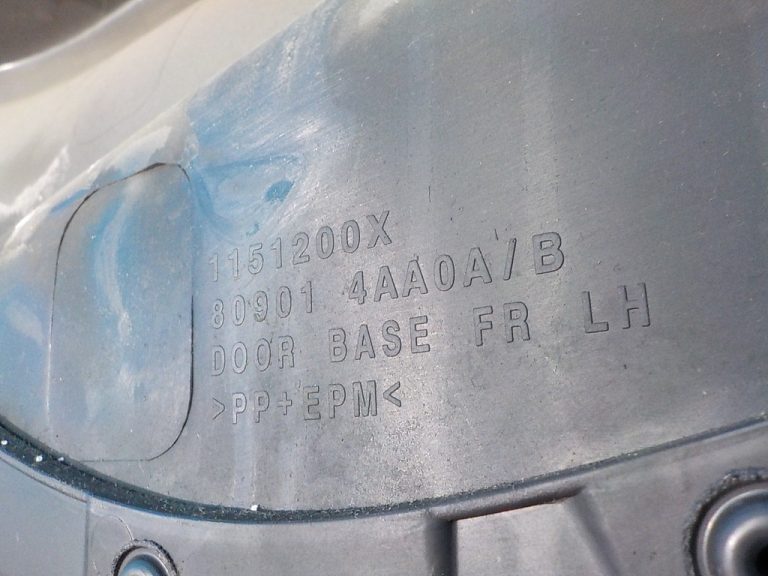 1151200X
80901 4AA0A/B
DOOR BASE FR LH
>PP+EPM<